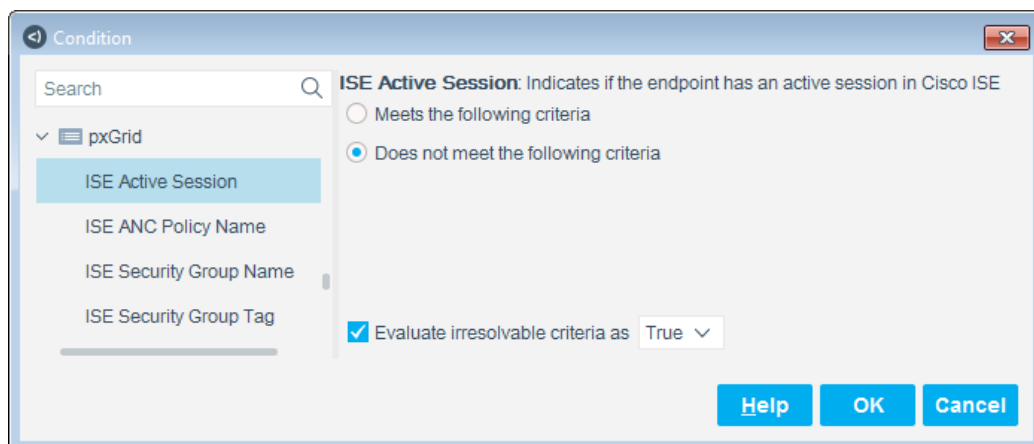 Condition
Search
ISE Active Session: Indicates if the endpoint has an active session in Cisco ISE
Meets the following criteria
pxGrid
Does not meet the following criteria
ISE Active Session
ISE ANC Policy Name
ISE Security Group Name
ISE Security Group Tag
Evaluate irresolvable criteria as True
Help OK Cancel